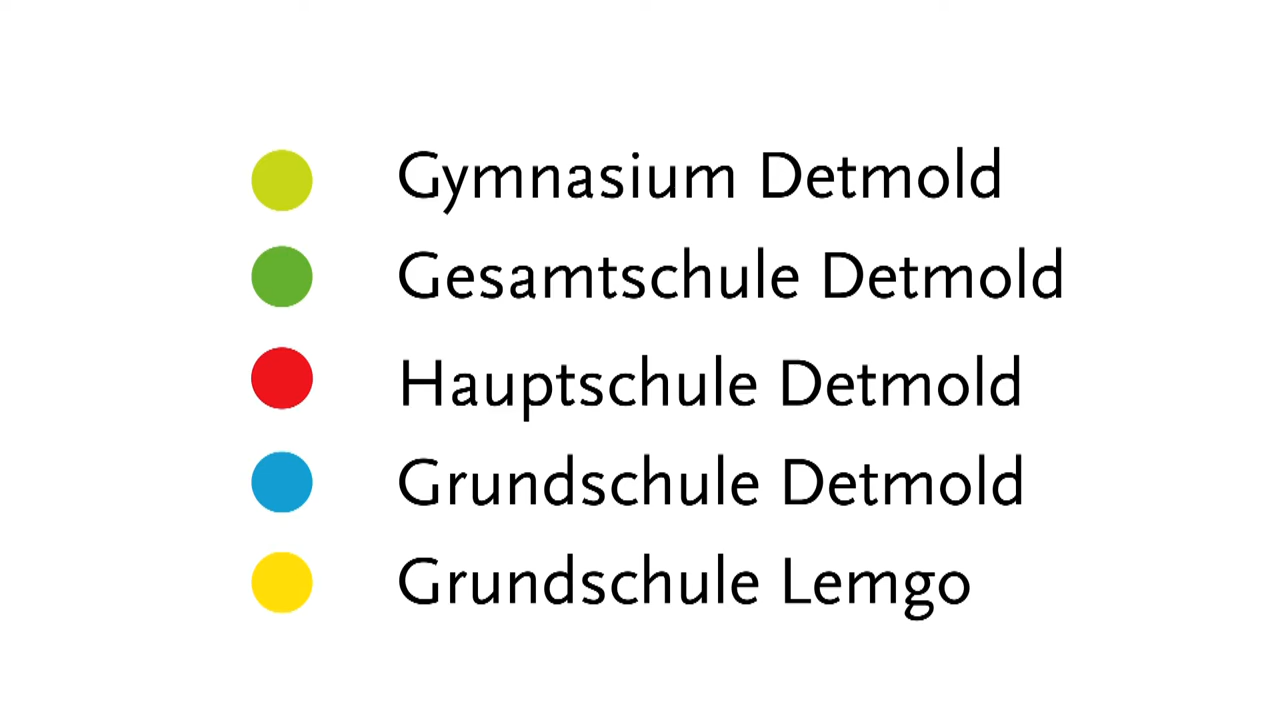 Gymnasium Detmold
Gesamtschule Detmold
Hauptschule Detmold
Grundschule Detmold
Grundschule Lemgo